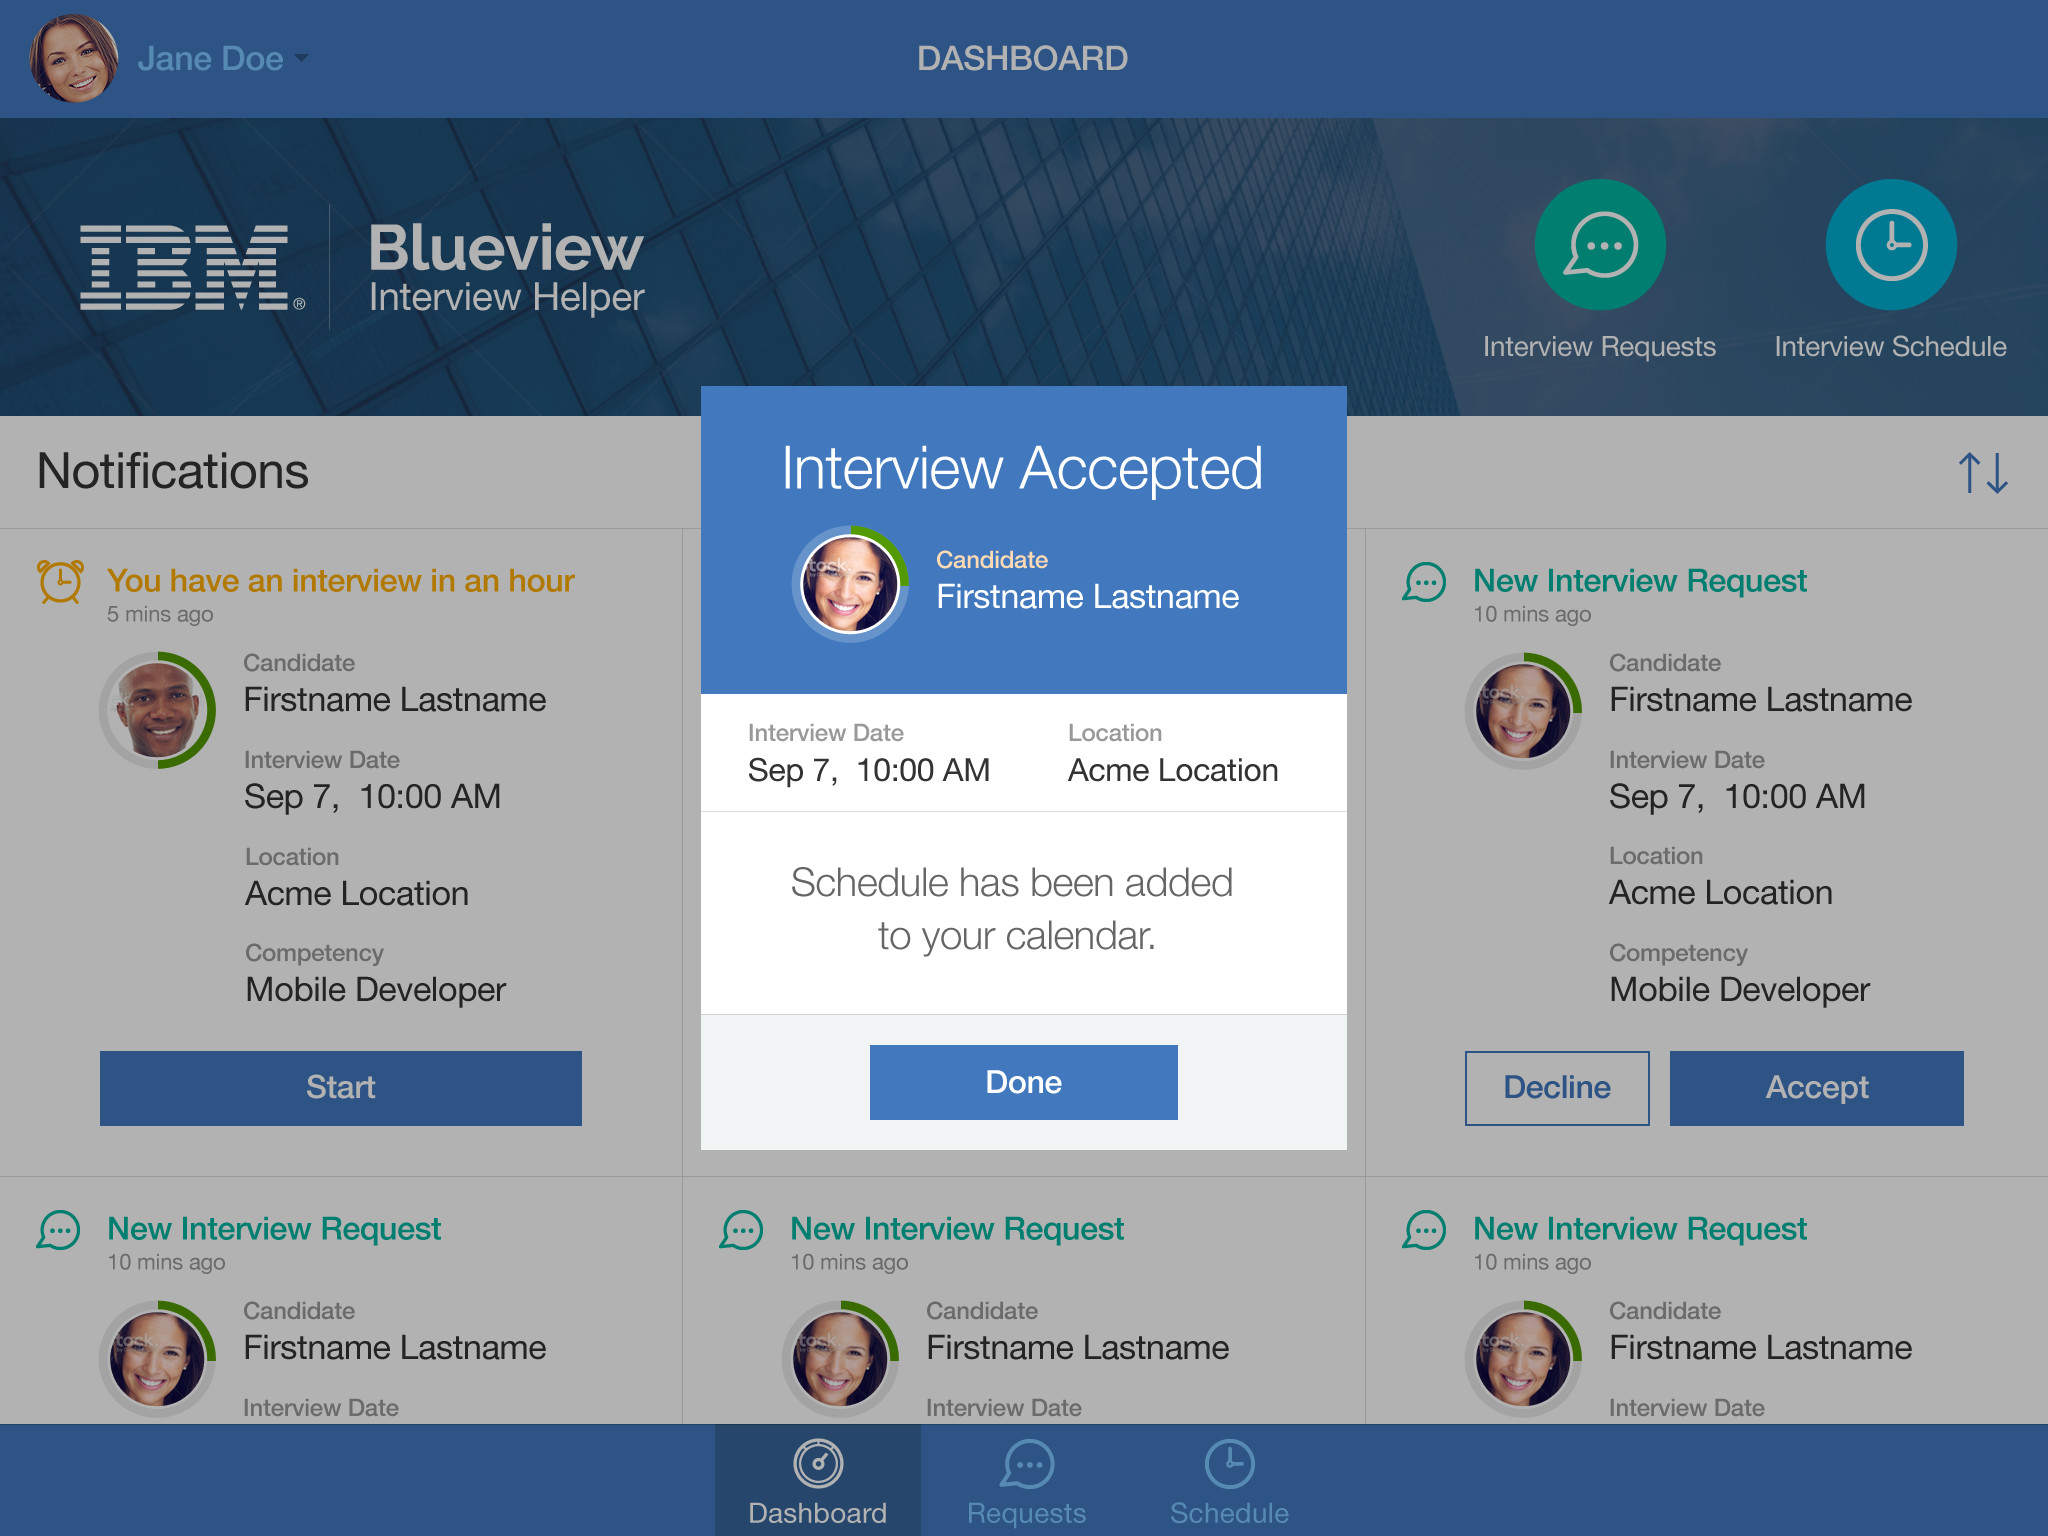 Jane Doe
DASHBOARD
IBM®
Blueview
Interview Helper
Interview Requests
Interview Schedule
Notifications
You have an interview in an hour
5 mins ago
Candidate
Firstname Lastname
Interview Date
Sep 7,  10:00 AM
Location
Acme Location
Competency
Mobile Developer
Start
Interview Accepted
Candidate
Firstname Lastname
Interview Date
Sep 7,  10:00 AM
Location
Acme Location
Schedule has been added
to your calendar.
Done
New Interview Request
10 mins ago
Candidate
Firstname Lastname
Interview Date
Sep 7,  10:00 AM
Location
Acme Location
Competency
Mobile Developer
Decline
Accept
New Interview Request
10 mins ago
Candidate
Firstname Lastname
Interview Date
New Interview Request
10 mins ago
Candidate
Firstname Lastname
Interview Date
New Interview Request
10 mins ago
Candidate
Firstname Lastname
Interview Date
Dashboard
Requests
Schedule